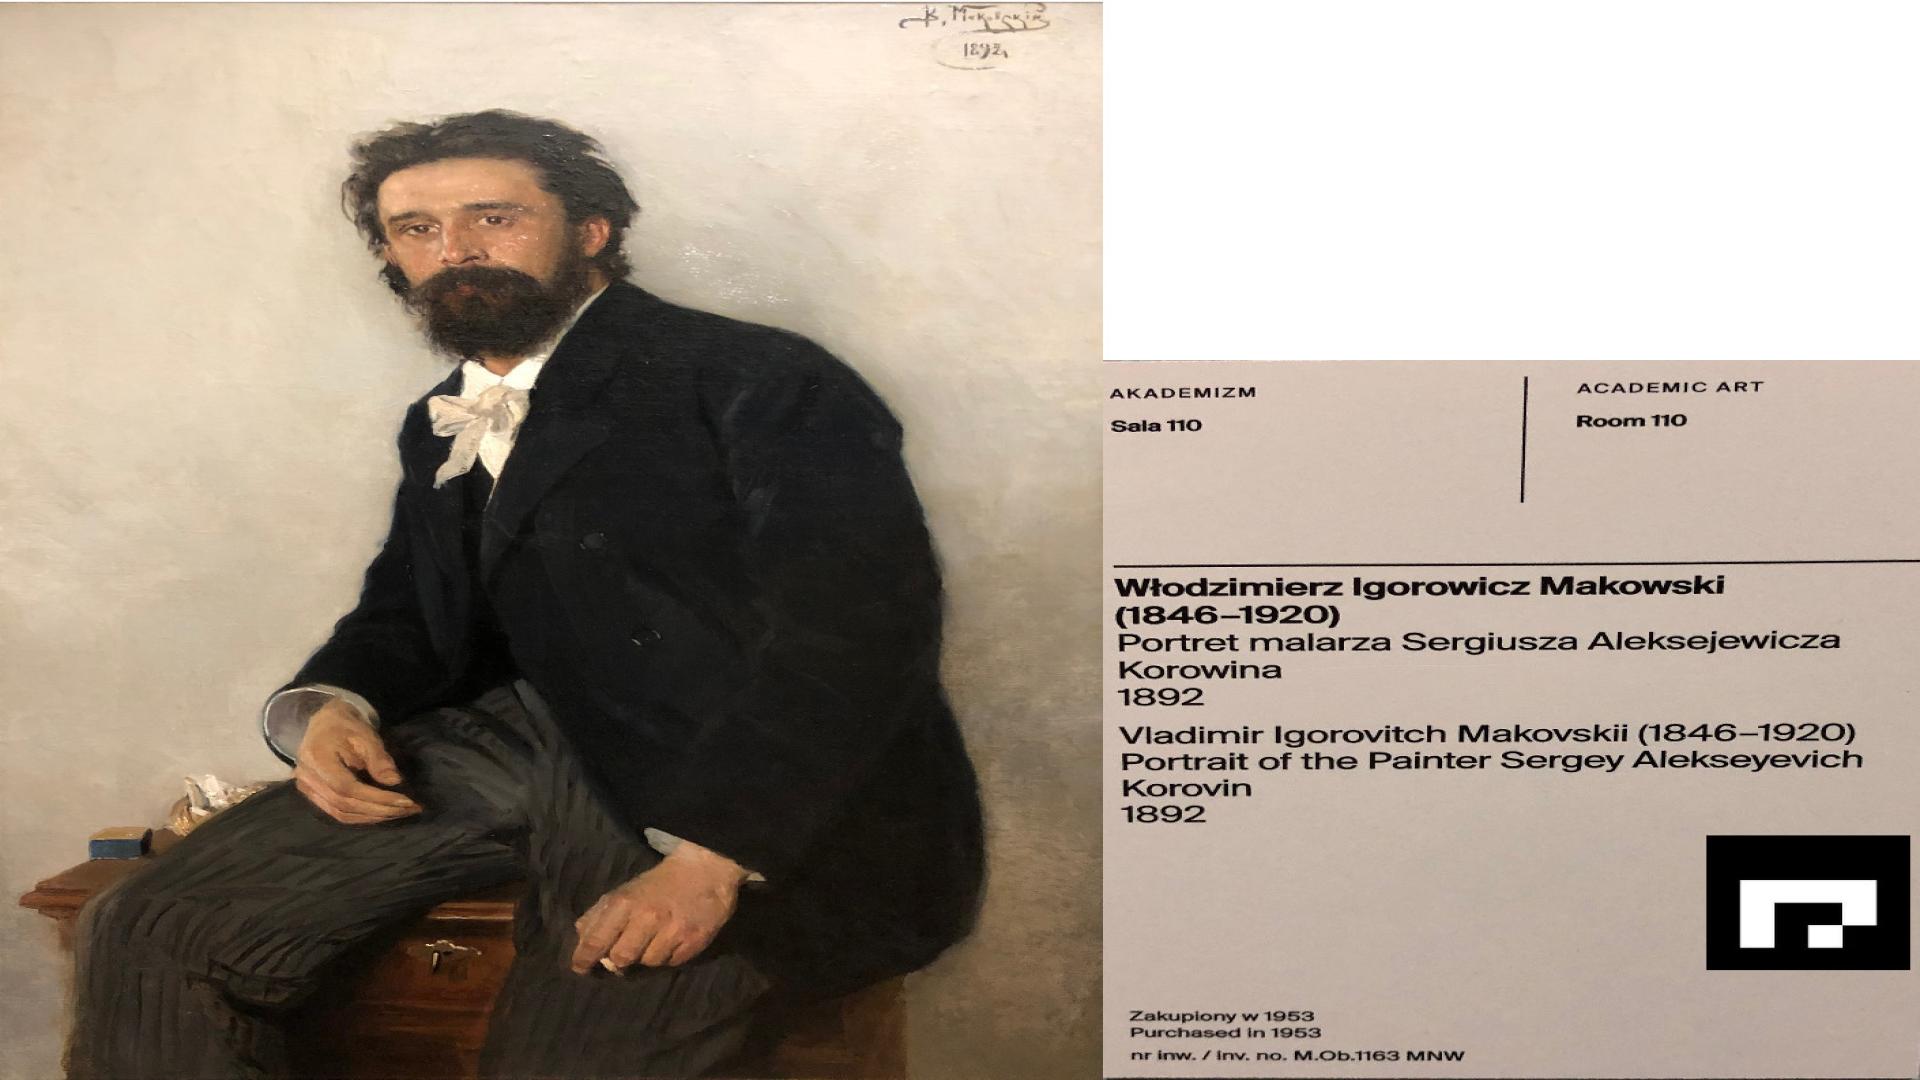 1892
AKADEMIZM
Sala 110
ACADEMIC ART
Room 110
Włodzimierz Igorowicz Makowski
(1846–1920)
Portret malarza Sergiusza Aleksejewicza
Korowina
1892
Vladimir Igorovitch Makovskii (1846–1920)
Portrait of the Painter Sergey Alekseyevich
Korovin
1892
Zakupiony w 1953
Purchased in 1953
nr inw. / inv. no. M.Ob.1163 MNW